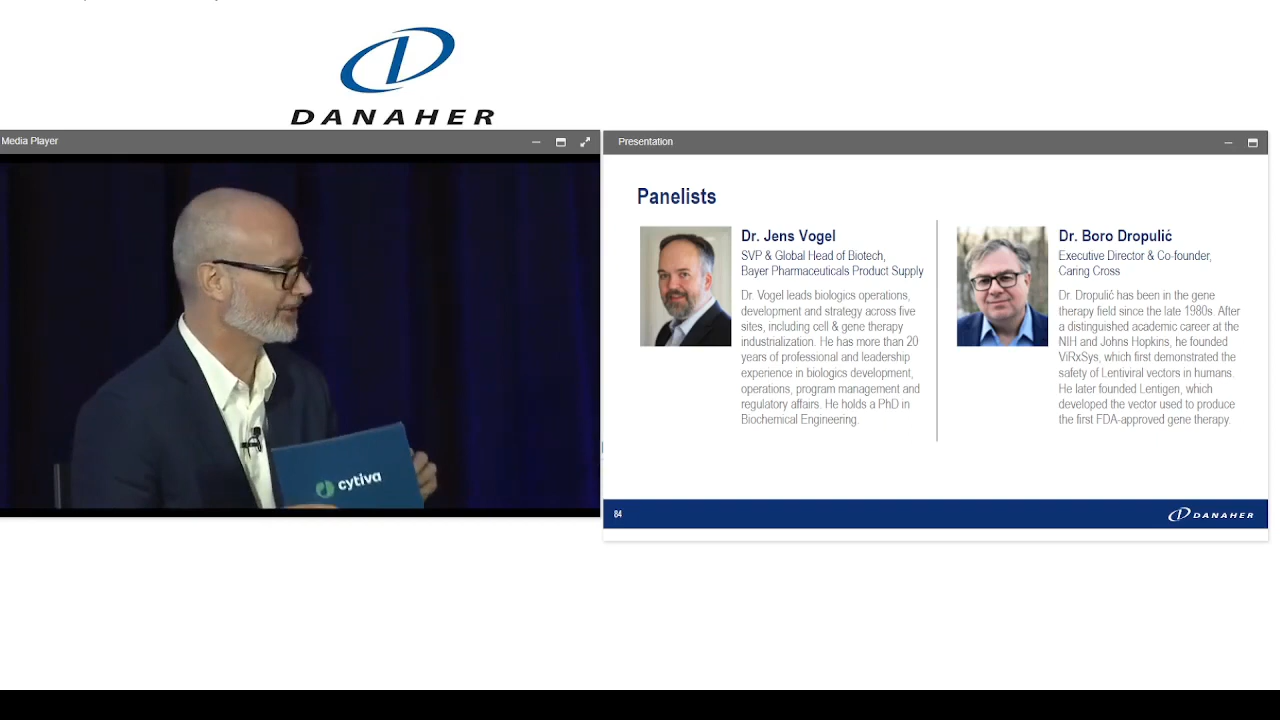 DANAHER
Media Player
Presentation
Panelists
Dr. Jens Vogel
SVP & Global Head of Biotech,
Bayer Pharmaceuticals Product Supply
Dr. Vogel leads biologics operations,
development and strategy across five
sites, including cell & gene therapy
industrialization. He has more than 20
years of professional and leadership
experience in biologics development,
operations, program management and
regulatory affairs. He holds a PhD in
Biochemical Engineering.
Dr. Boro Dropulić
Executive Director & Co-founder,
Caring Cross
Dr. Dropulić has been in the gene
therapy field since the late 1980s. After
a distinguished academic career at the
NIH and Johns Hopkins, he founded
ViRxSys, which first demonstrated the
safety of Lentiviral vectors in humans.
He later founded Lentigen, which
developed the vector used to produce
the first FDA-approved gene therapy.
cytiva
84
DANAHER